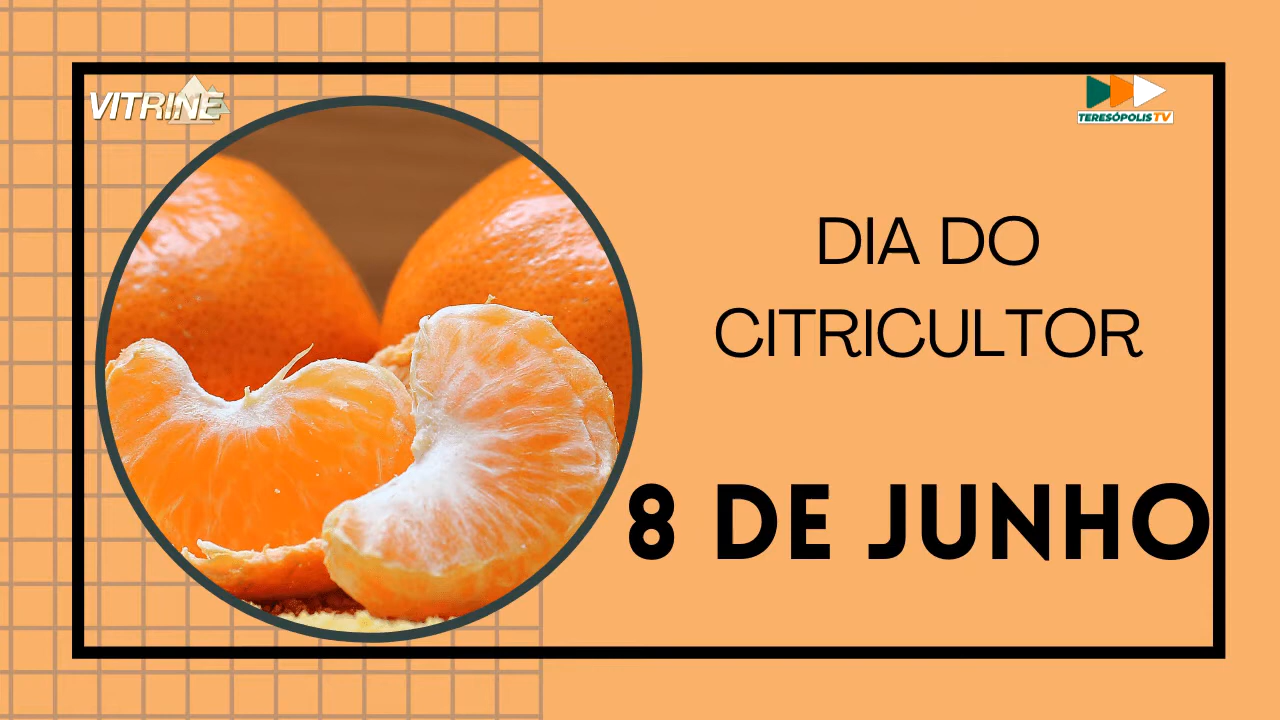 VITRINE
TERESÓPOLIS TV
DIA DO
CITRICULTOR
8 DE JUNHO